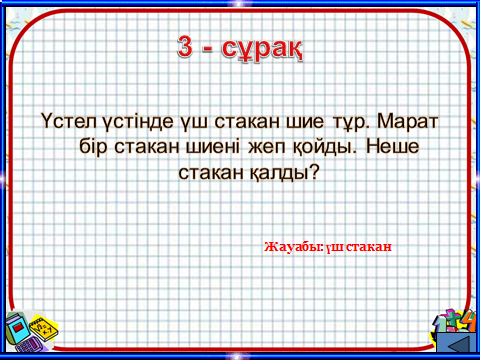 3 - сұрақ
Үстел үстінде үш стакан шие тұр. Марат
бір стакан шиені жеп қойды. Неше
стакан қалды?
Жауабы: үш стакан